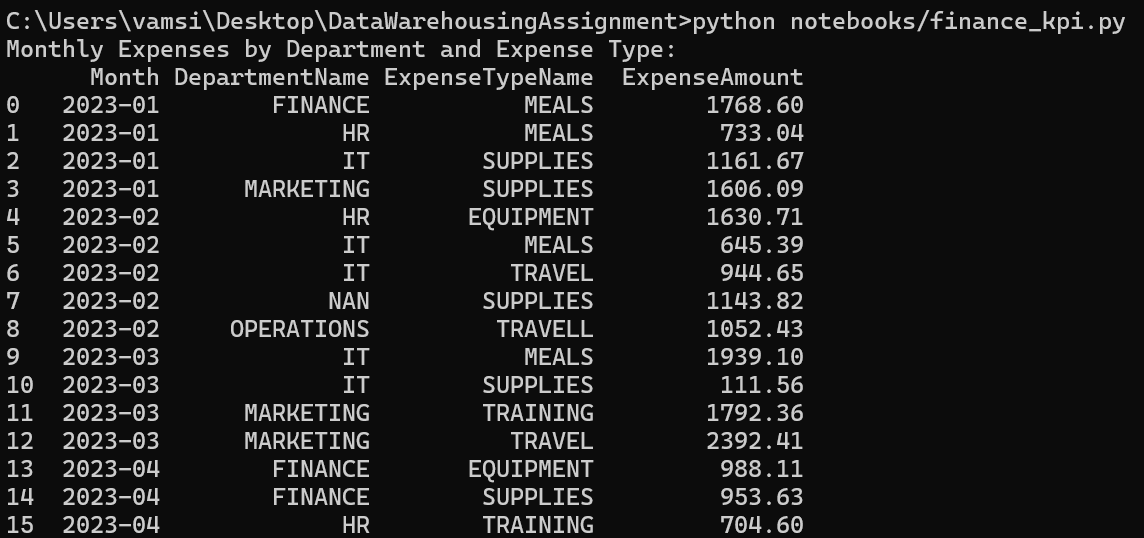 C:\Users\vamsi\Desktop\DataWarehousingAssignment>python notebooks/finance_kpi.py
Monthly Expenses by Department and Expense Type:
Month DepartmentName ExpenseTypeName ExpenseAmount
0 2023-01 FINANCE MEALS 1768.60
1 2023-01 HR MEALS 733.04
2 2023-01 IT SUPPLIES 1161.67
3 2023-01 MARKETING SUPPLIES 1606.09
4 2023-02 HR EQUIPMENT 1630.71
5 2023-02 IT MEALS 645.39
6 2023-02 IT TRAVEL 944.65
7 2023-02 NAN SUPPLIES 1143.82
8 2023-02 OPERATIONS TRAVELL 1052.43
9 2023-03 IT MEALS 1939.10
10 2023-03 IT SUPPLIES 111.56
11 2023-03 MARKETING TRAINING 1792.36
12 2023-03 MARKETING TRAVEL 2392.41
13 2023-04 FINANCE EQUIPMENT 988.11
14 2023-04 FINANCE SUPPLIES 953.63
15 2023-04 HR TRAINING 704.60